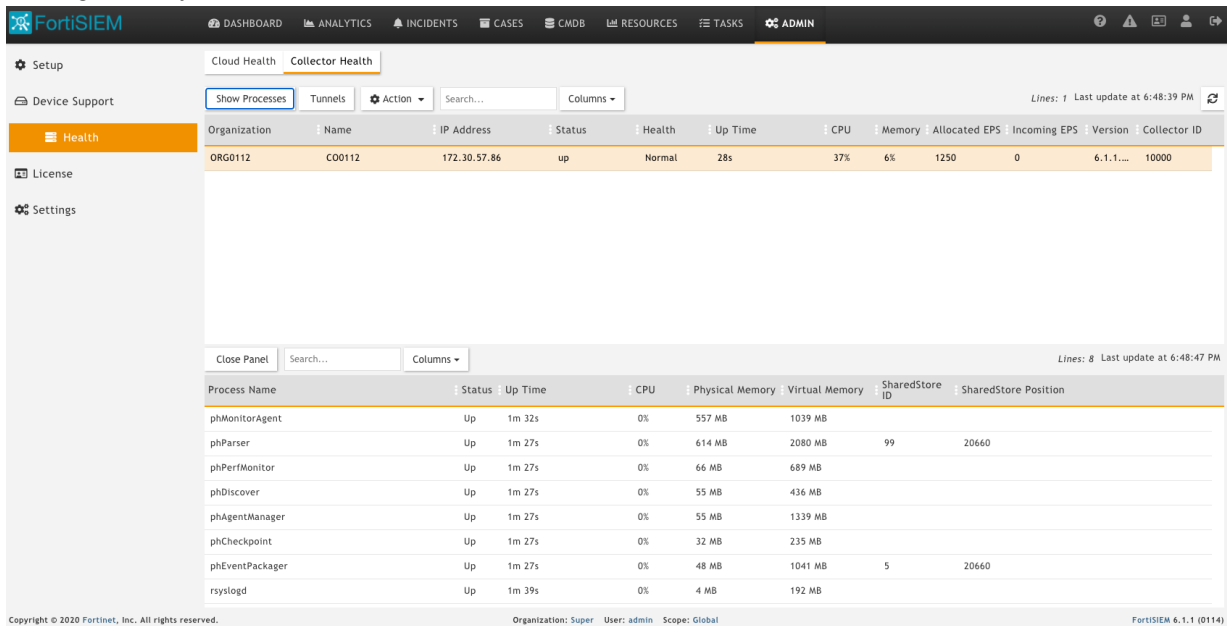 FortiSIEM DASHBOARD ANALYTICS INCIDENTS CASES CMDB RESOURCES TASKS ADMIN
Setup
Device Support
Health
License
Settings
Cloud Health Collector Health
Show Processes Tunnels Action Search... Columns Lines: 1 Last update at 6:48:39 PM
Organization Name IP Address Status Health Up Time CPU Memory Allocated EPS Incoming EPS Version Collector ID
ORG0112 CO0112 172.30.57.86 up Normal 28s 37% 6% 1250 0 6.1.1.... 10000
Close Panel Search... Columns Lines: 8 Last update at 6:48:47 PM
Process Name Status Up Time CPU Physical Memory Virtual Memory SharedStore ID SharedStore Position
phMonitorAgent Up 1m 32s 0% 557 MB 1039 MB
phParser Up 1m 27s 0% 614 MB 2080 MB 99 20660
phPerfMonitor Up 1m 27s 0% 66 MB 689 MB
phDiscover Up 1m 27s 0% 55 MB 436 MB
phAgentManager Up 1m 27s 0% 55 MB 1339 MB
phCheckpoint Up 1m 27s 0% 32 MB 235 MB
phEventPackager Up 1m 27s 0% 48 MB 1041 MB 5 20660
rsyslogd Up 1m 39s 0% 4 MB 192 MB
Copyright © 2020 Fortinet, Inc. All rights reserved. Organization: Super User: admin Scope: Global FortiSIEM 6.1.1 (0114)